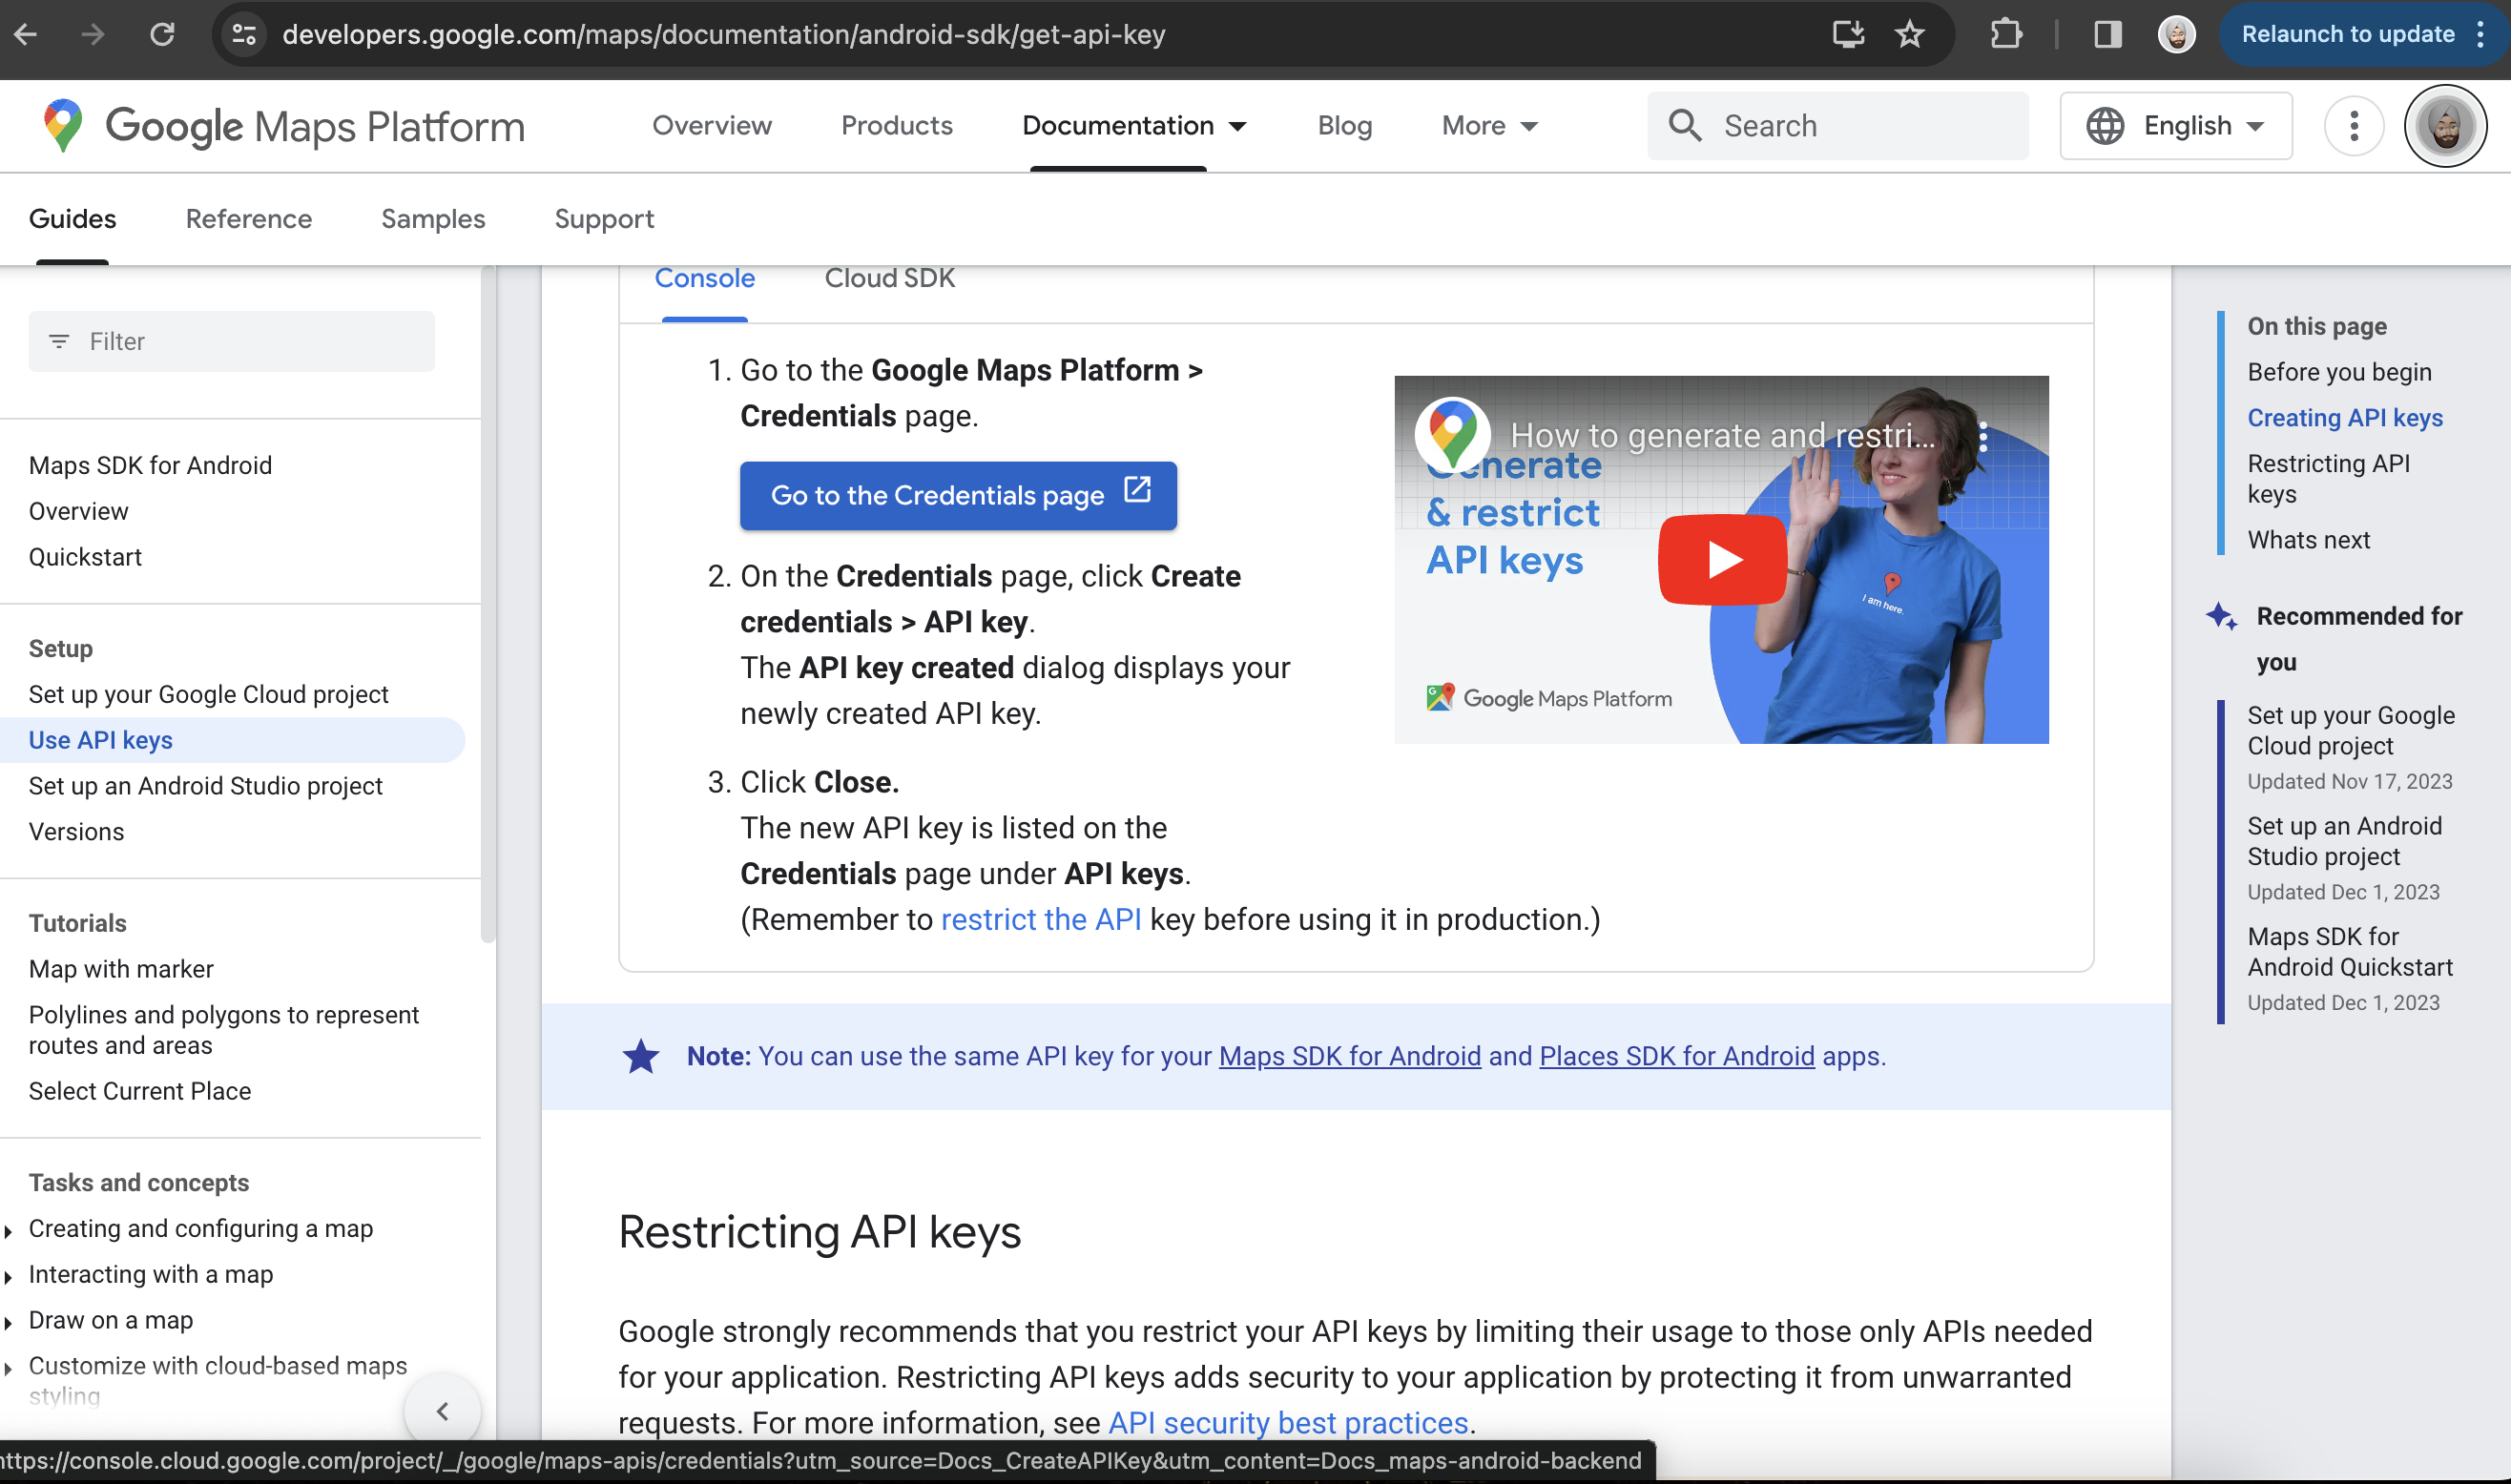 developers.google.com/maps/documentation/android-sdk/get-api-key
Relaunch to update
Google Maps Platform
Overview
Products
Documentation
Blog
More
Search
English
Guides
Reference
Samples
Support
Filter
Maps SDK for Android
Overview
Quickstart
Setup
Set up your Google Cloud project
Use API keys
Set up an Android Studio project
Versions
Tutorials
Map with marker
Polylines and polygons to represent
routes and areas
Select Current Place
Tasks and concepts
Creating and configuring a map
Interacting with a map
Draw on a map
Customize with cloud-based maps
styling
Console
Cloud SDK
1. Go to the Google Maps Platform >
Credentials page.
Go to the Credentials page
2. On the Credentials page, click Create
credentials > API key.
The API key created dialog displays your
newly created API key.
3. Click Close.
The new API key is listed on the
Credentials page under API keys.
(Remember to restrict the API key before using it in production.)
How to generate and restri...
Generate
& restrict
API keys
I am here.
Google Maps Platform
Note: You can use the same API key for your Maps SDK for Android and Places SDK for Android apps.
Restricting API keys
Google strongly recommends that you restrict your API keys by limiting their usage to those only APIs needed
for your application. Restricting API keys adds security to your application by protecting it from unwarranted
requests. For more information, see API security best practices.
On this page
Before you begin
Creating API keys
Restricting API
keys
Whats next
Recommended for
you
Set up your Google
Cloud project
Updated Nov 17, 2023
Set up an Android
Studio project
Updated Dec 1, 2023
Maps SDK for
Android Quickstart
Updated Dec 1, 2023
https://console.cloud.google.com/project/_/google/maps-apis/credentials?utm_source=Docs_CreateAPIKey&utm_content=Docs_maps-android-backend